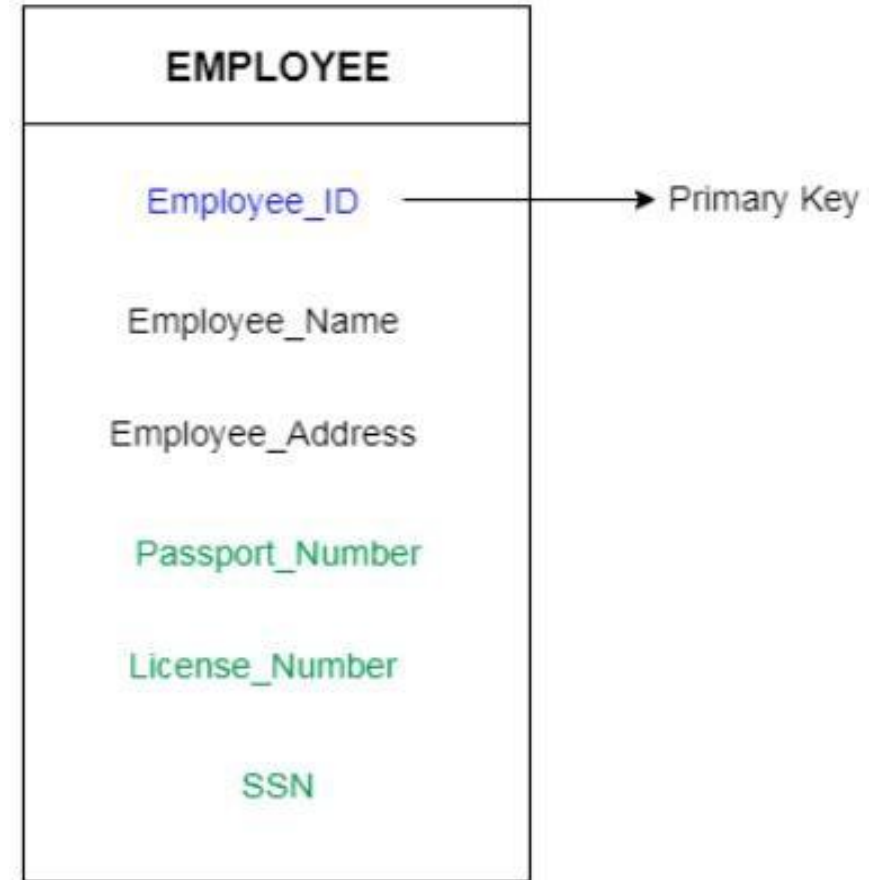 EMPLOYEE
Employee_ID
Primary Key
Employee_Name
Employee_Address
Passport_Number
License_Number
SSN